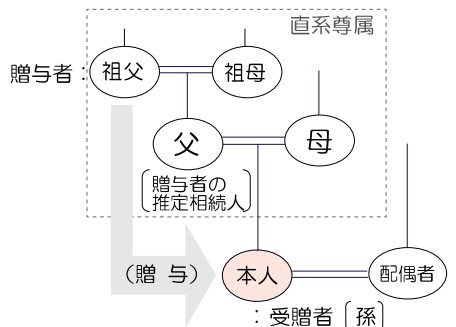 直系尊属
贈与者：
祖父
祖母
父
母
贈与者の
推定相続人
（贈 与）
本人
配偶者
：受贈者〔孫〕